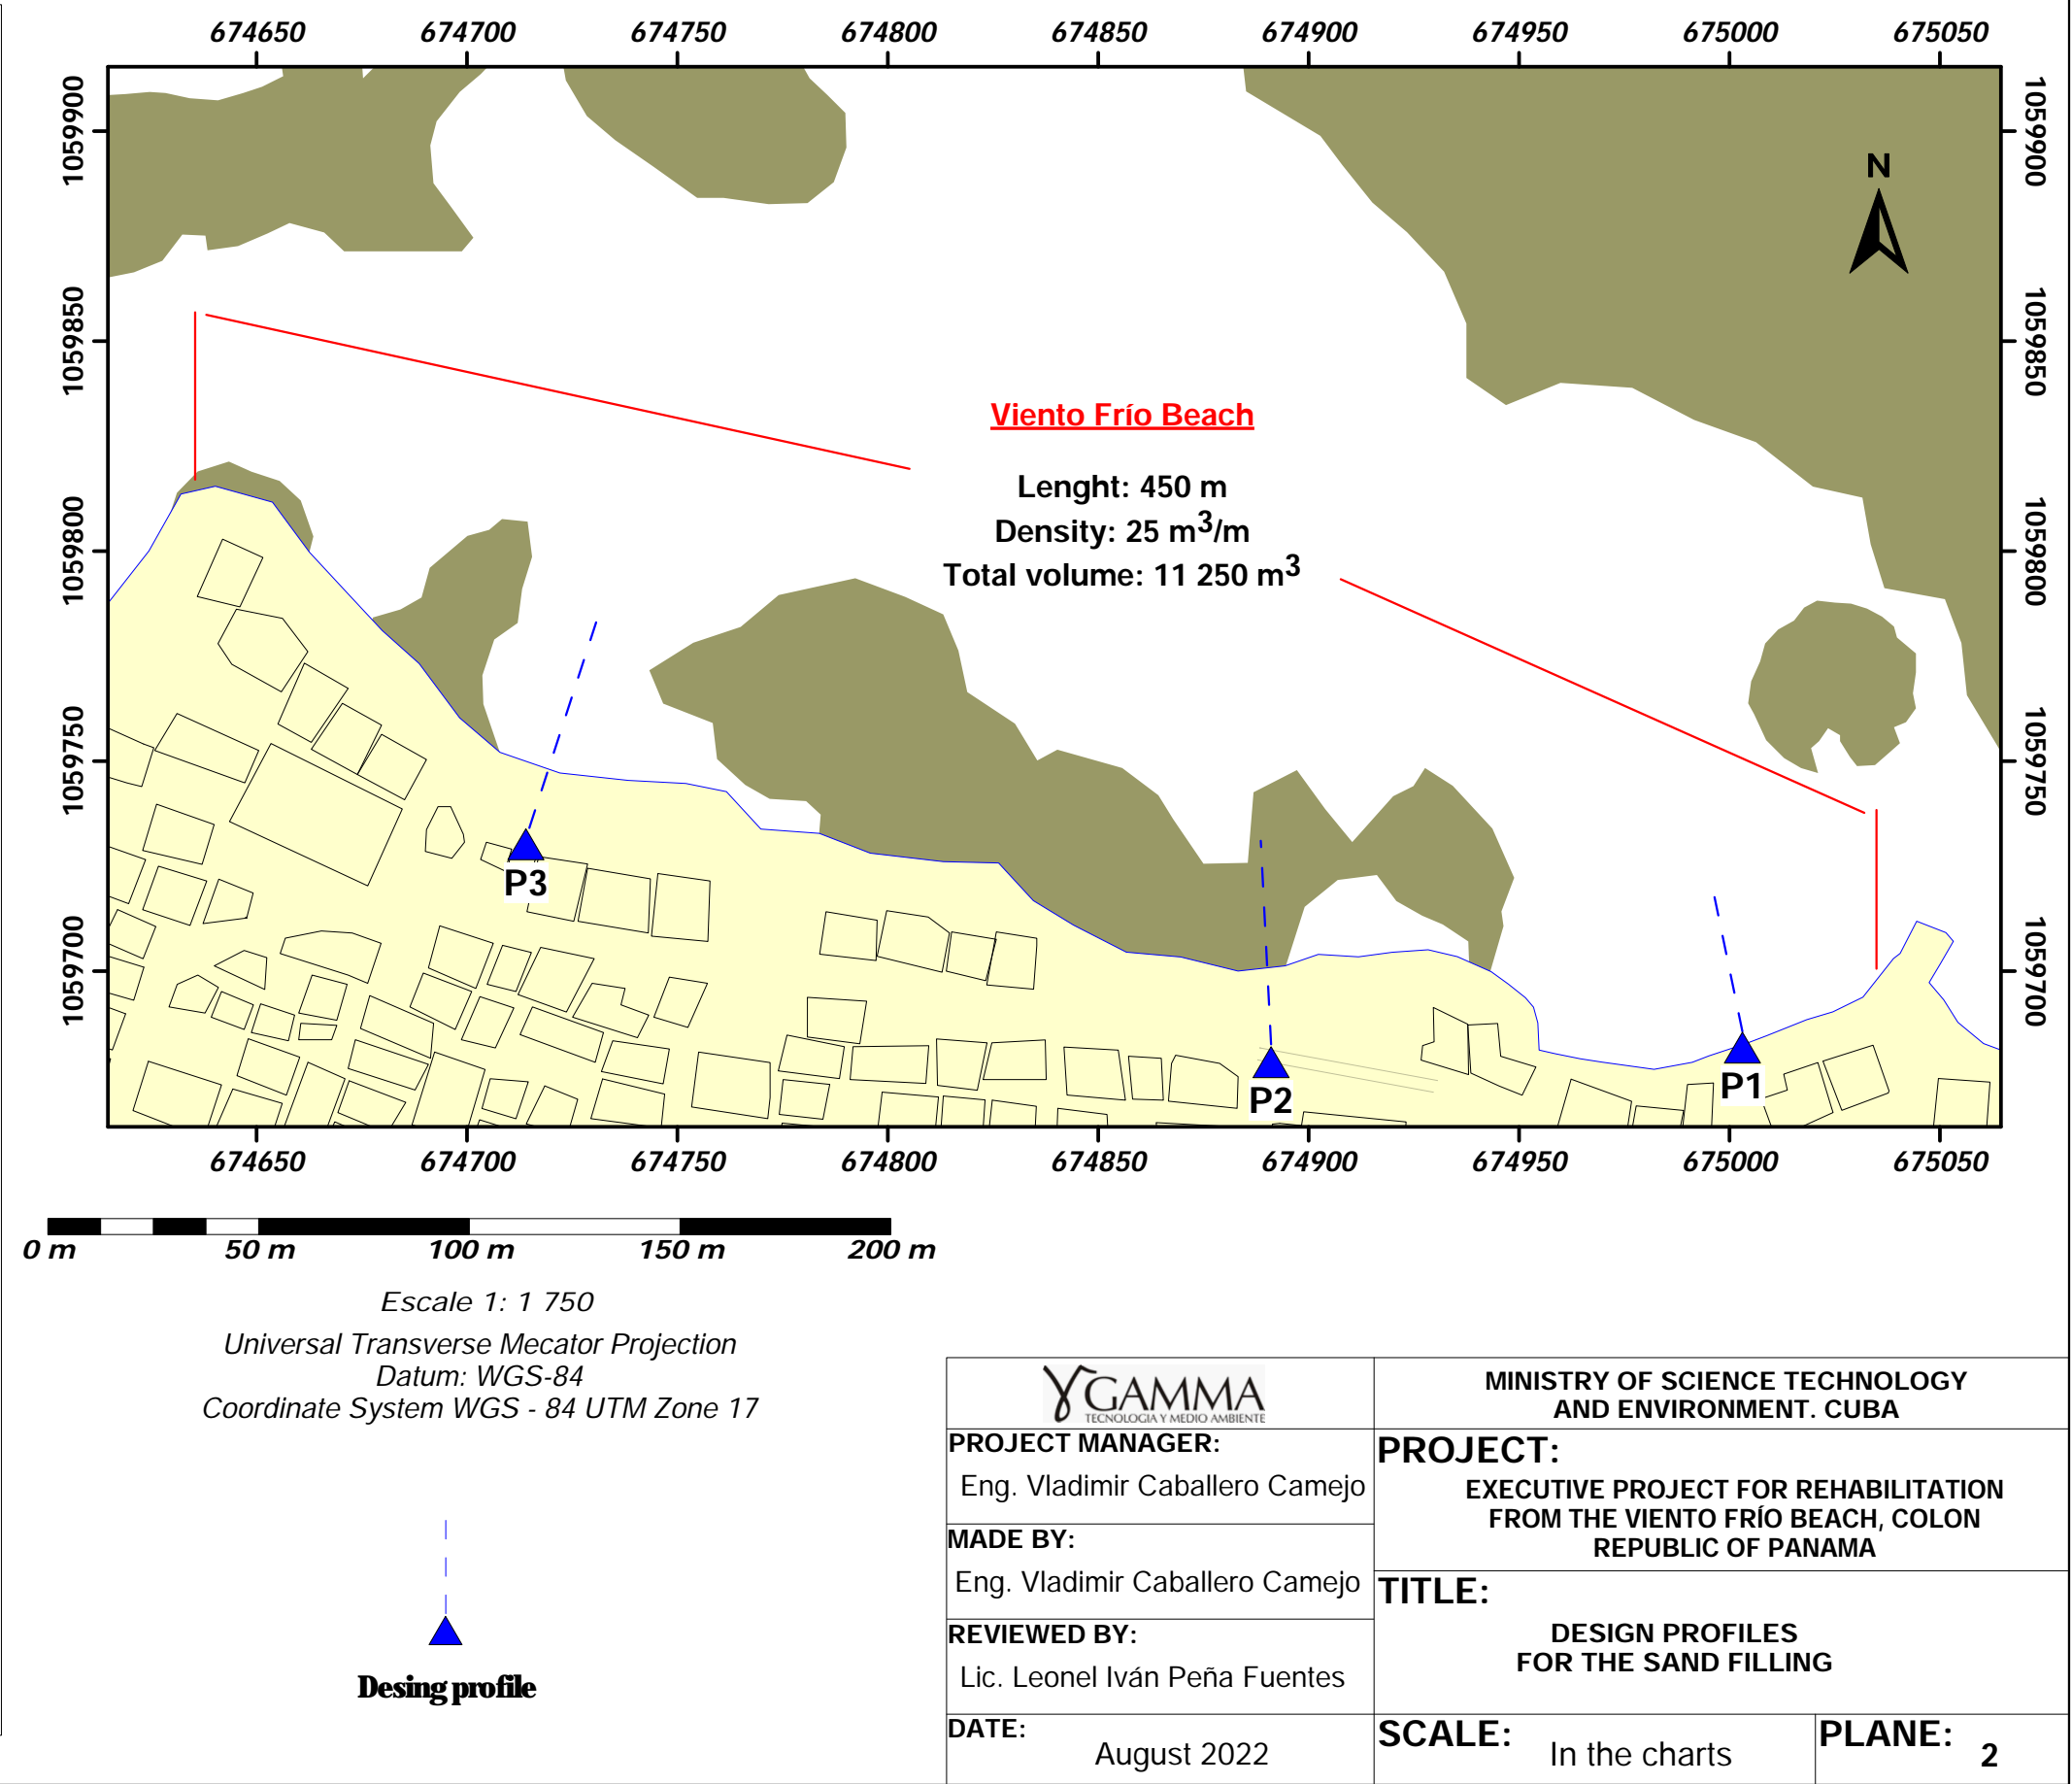 674650 674700 674750 674800 674850 674900 674950 675000 675050
1059900
1059850
1059800
1059750
1059700
1059900
1059850
1059800
1059750
1059700
N
Viento Frío Beach
Lenght: 450 m
Density: 25 m³/m
Total volume: 11 250 m³
P3
P2
P1
674650 674700 674750 674800 674850 674900 674950 675000 675050
0 m 50 m 100 m 150 m 200 m
Escale 1: 1 750
Universal Transverse Mecator Projection
Datum: WGS-84
Coordinate System WGS - 84 UTM Zone 17
Desing profile
GAMMA
TECNOLOGIA Y MEDIO AMBIENTE
MINISTRY OF SCIENCE TECHNOLOGY
AND ENVIRONMENT. CUBA
PROJECT MANAGER:
Eng. Vladimir Caballero Camejo
MADE BY:
Eng. Vladimir Caballero Camejo
REVIEWED BY:
Lic. Leonel Iván Peña Fuentes
DATE:
August 2022
PROJECT:
EXECUTIVE PROJECT FOR REHABILITATION
FROM THE VIENTO FRÍO BEACH, COLON
REPUBLIC OF PANAMA
TITLE:
DESIGN PROFILES
FOR THE SAND FILLING
SCALE: In the charts
PLANE: 2